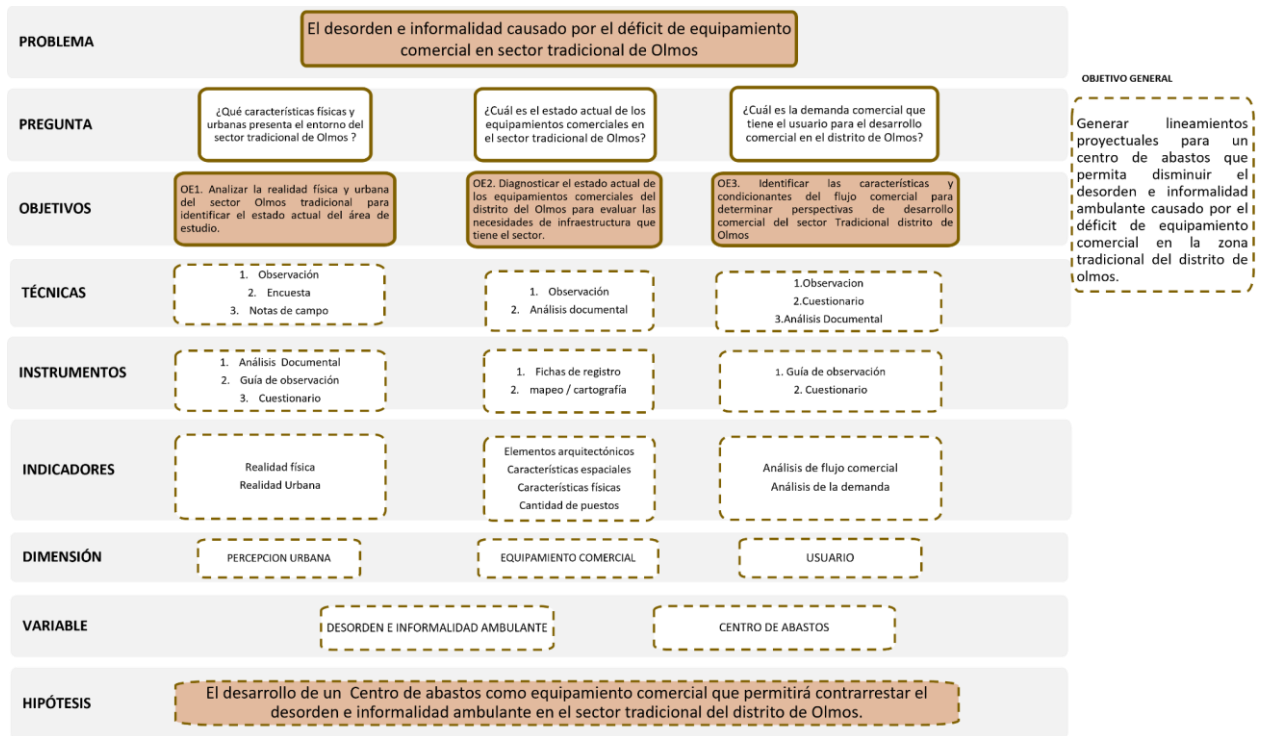 PROBLEMA
El desorden e informalidad causado por el déficit de equipamiento
comercial en sector tradicional de Olmos
PREGUNTA
¿Qué características físicas y
urbanas presenta el entorno del
sector tradicional de Olmos ?
¿Cuál es el estado actual de los
equipamientos comerciales en
el sector tradicional de Olmos?
¿Cuál es la demanda comercial que
tiene el usuario para el desarrollo
comercial en el distrito de Olmos?
OBJETIVOS
OE1. Analizar la realidad física y urbana
del sector Olmos tradicional para
identificar el estado actual del área de
estudio.
OE2. Diagnosticar el estado actual de
los equipamientos comerciales del
distrito del Olmos para evaluar las
necesidades de infraestructura que
tiene el sector.
OE3. Identificar las características y
condicionantes del flujo comercial para
determinar perspectivas de desarrollo
comercial del sector Tradicional distrito de
Olmos
TÉCNICAS
1. Observación
2. Encuesta
3. Notas de campo
1. Observación
2. Análisis documental
1.Observacion
2.Cuestionario
3.Análisis Documental
INSTRUMENTOS
1. Análisis Documental
2. Guía de observación
3. Cuestionario
1. Fichas de registro
2. mapeo / cartografía
1. Guía de observación
2. Cuestionario
INDICADORES
Realidad física
Realidad Urbana
Elementos arquitectónicos
Características espaciales
Características físicas
Cantidad de puestos
Análisis de flujo comercial
Análisis de la demanda
DIMENSIÓN
PERCEPCION URBANA
EQUIPAMIENTO COMERCIAL
USUARIO
VARIABLE
DESORDEN E INFORMALIDAD AMBULANTE
CENTRO DE ABASTOS
HIPÓTESIS
El desarrollo de un Centro de abastos como equipamiento comercial que permitirá contrarrestar el
desorden e informalidad ambulante en el sector tradicional del distrito de Olmos.
OBJETIVO GENERAL
Generar lineamientos
proyectuales para un
centro de abastos que
permita disminuir el
desorden e informalidad
ambulante causado por el
déficit de equipamiento
comercial en la zona
tradicional del distrito de
olmos.